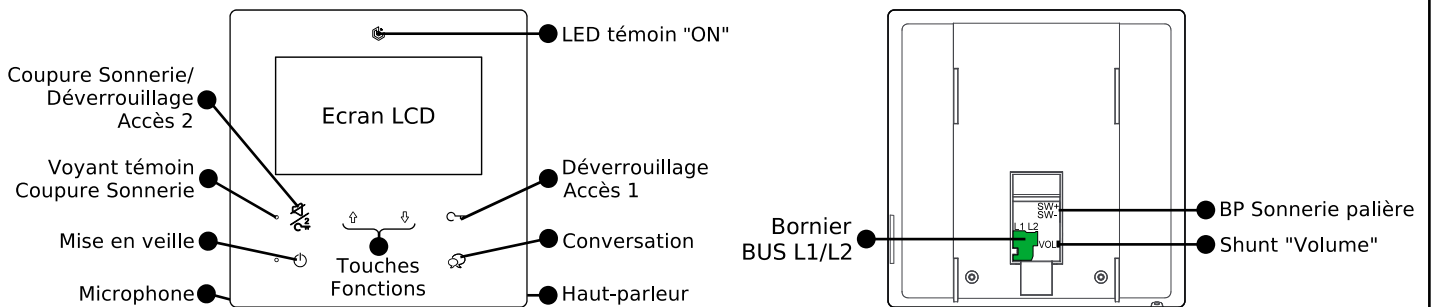 LED témoin "ON"
Coupure Sonnerie/
Déverrouillage
Accès 2
Ecran LCD
Voyant témoin
Coupure Sonnerie
Déverrouillage
Accès 1
2
Mise en veille
Touches
Fonctions
Conversation
Microphone
Haut-parleur
SW+
SW-
BP Sonnerie palière
L1 L2
Bornier
BUS L1/L2
VOL
Shunt "Volume"